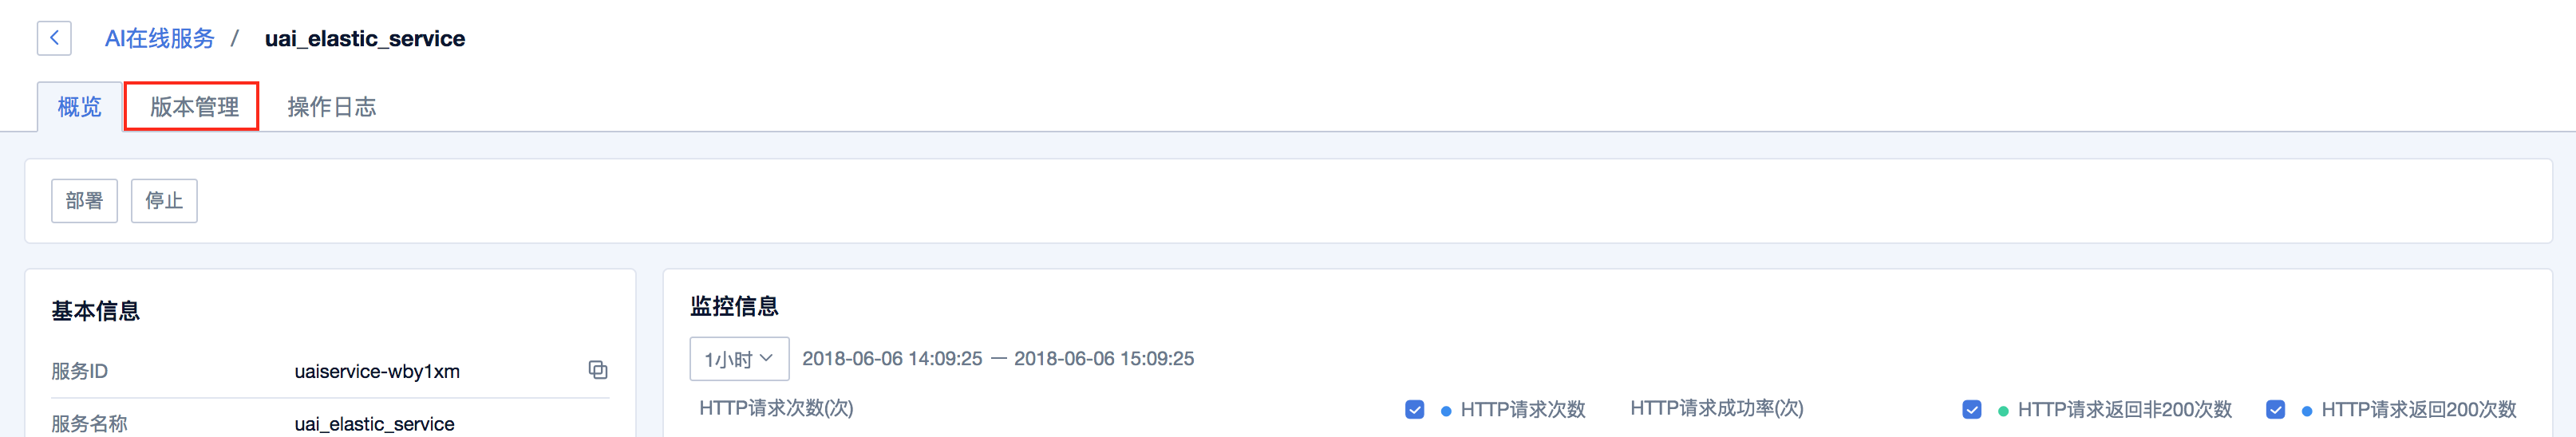 AI在线服务 / uai_elastic_service
概览 版本管理 操作日志
部署 停止
基本信息
服务ID uaiservice-wby1xm
服务名称 uai_elastic_service
监控信息
1小时 2018-06-06 14:09:25 — 2018-06-06 15:09:25
HTTP请求次数(次) HTTP请求次数
HTTP请求成功率(次) HTTP请求返回非200次数 HTTP请求返回200次数